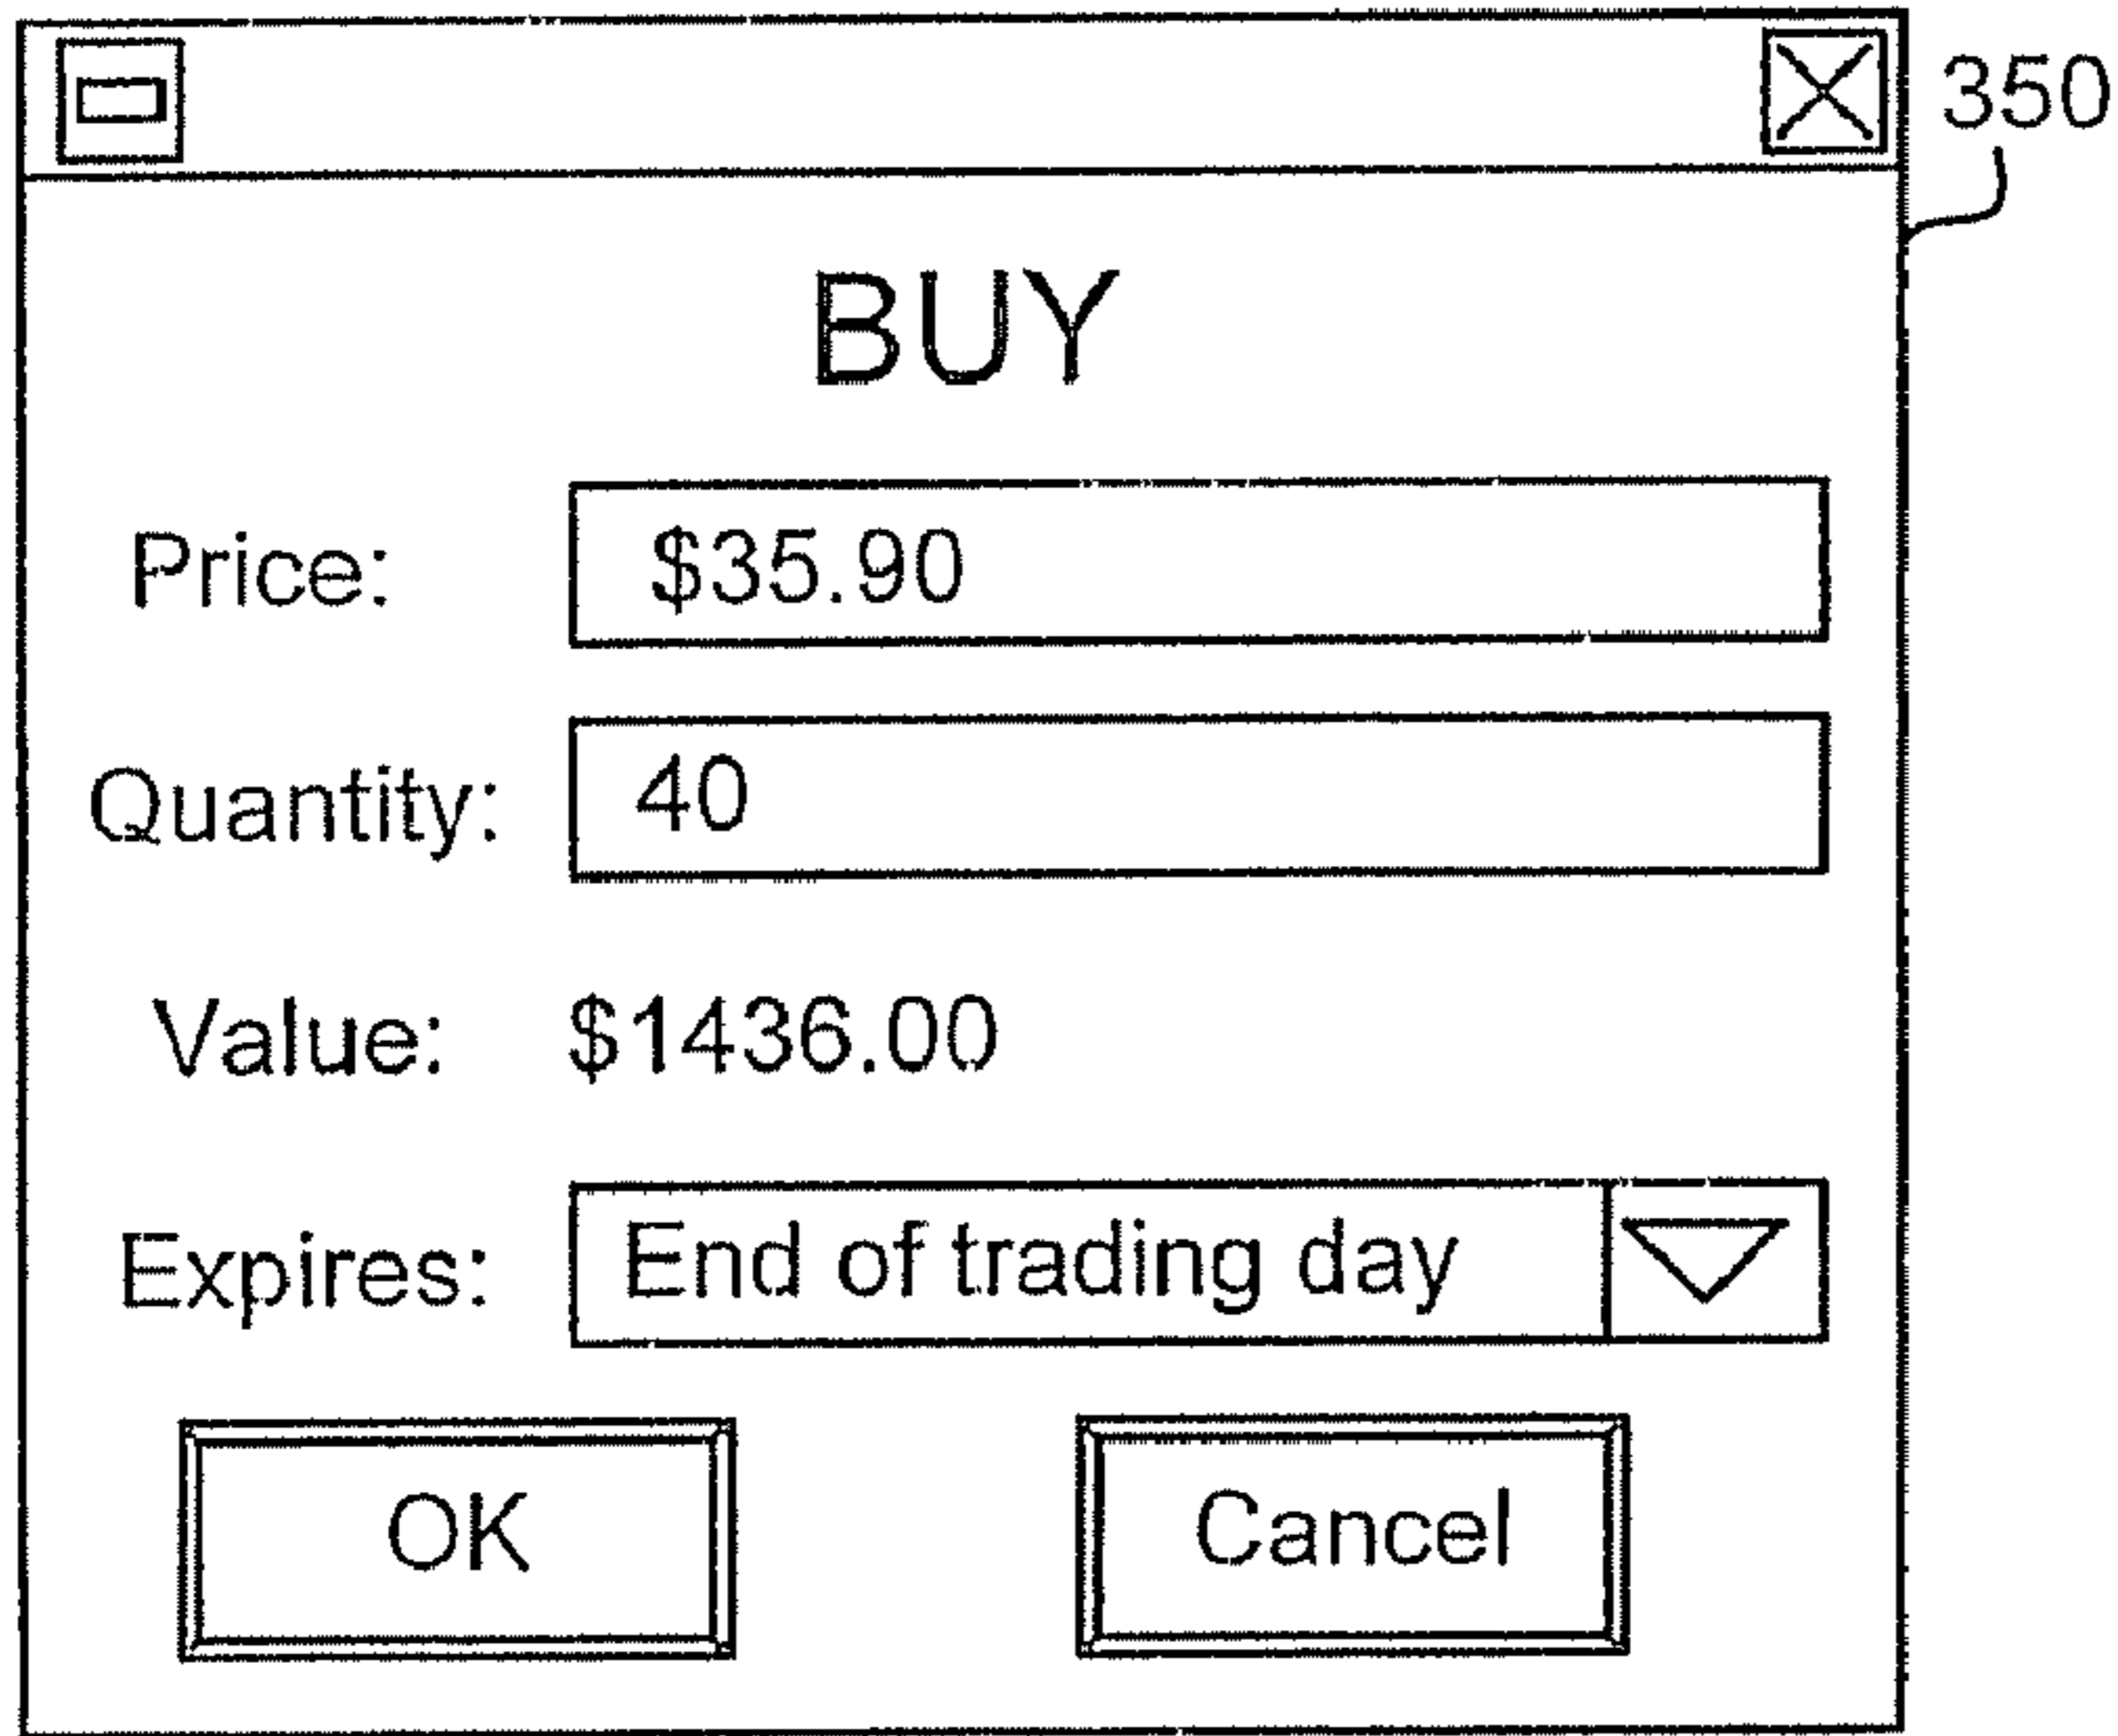 350
BUY
Price: $35.90
Quantity: 40
Value: $1436.00
Expires: End of trading day
OK Cancel